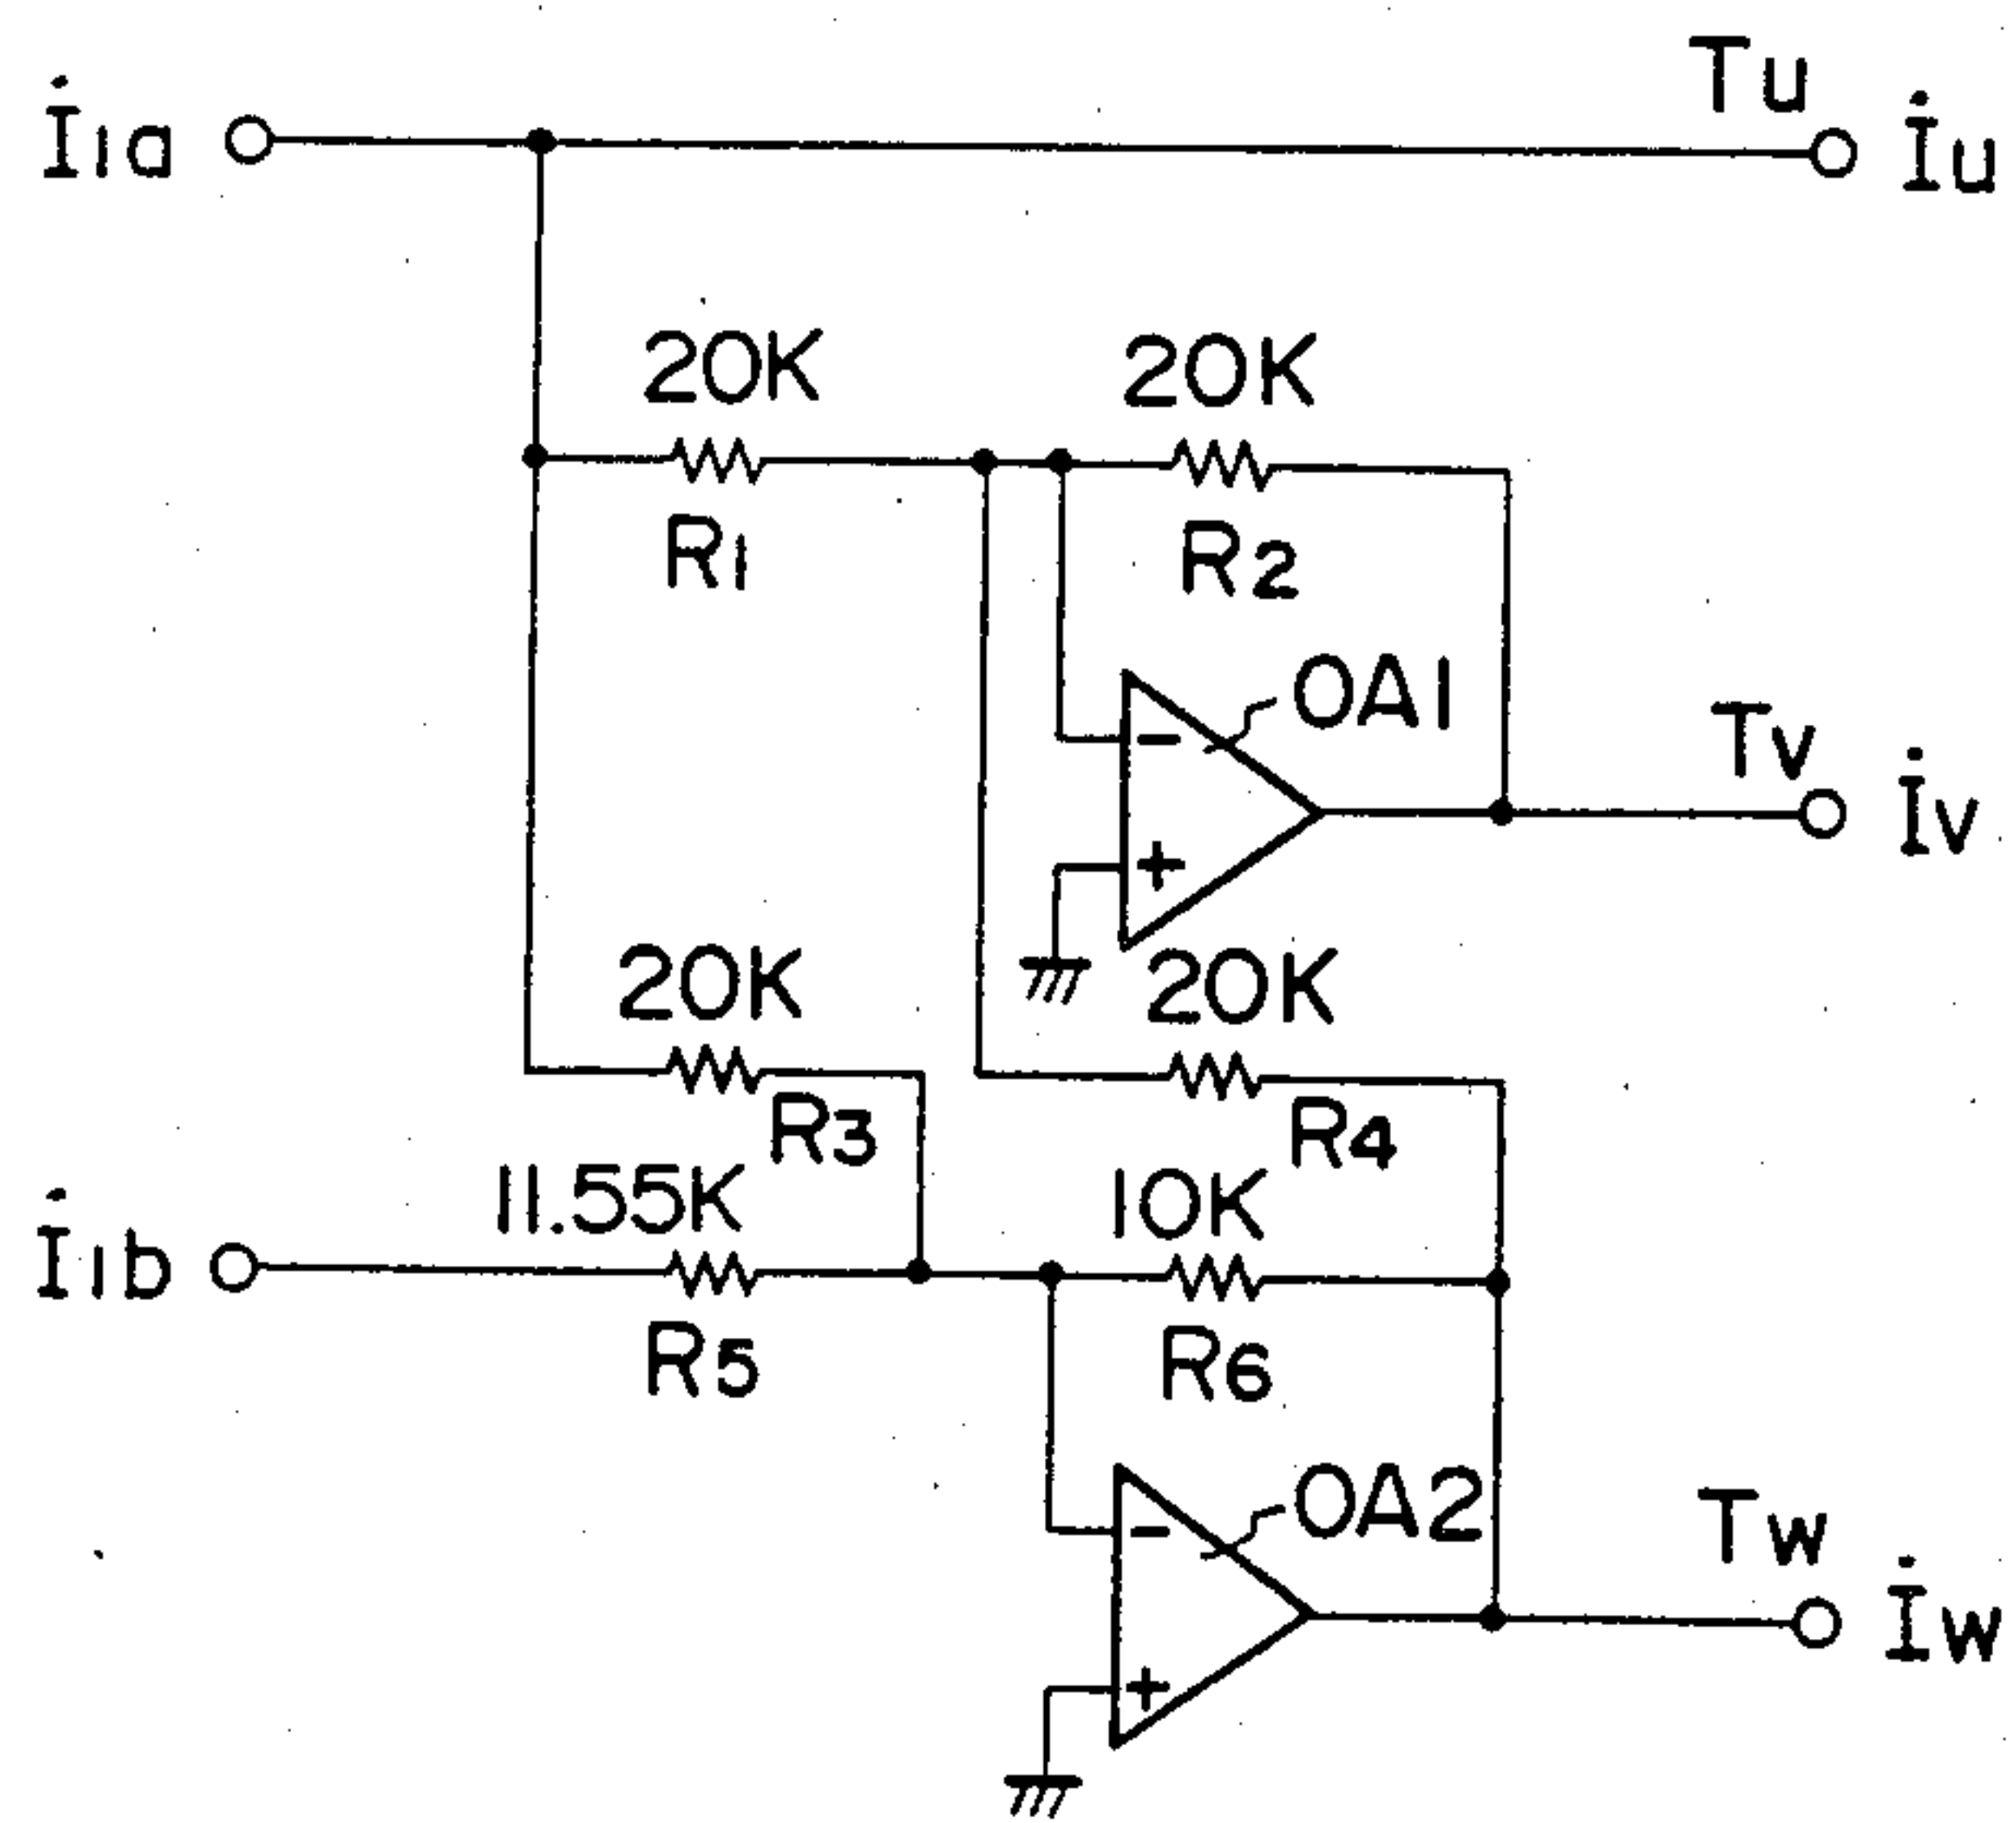 Tu
İ1a
İu
20K
20K
R1
R2
OA1
Tv
İv
−
+
20K
20K
R3
R4
11.55K
10K
İ1b
R5
R6
OA2
Tw
İw
−
+